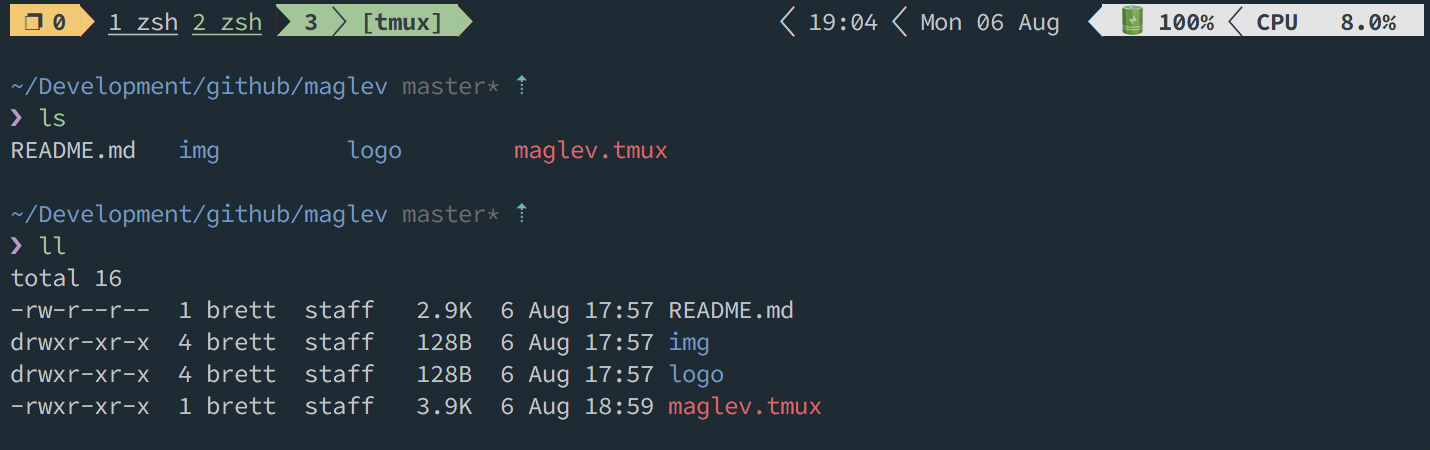 ❐ 0 1 zsh 2 zsh 3 [tmux] 19:04 Mon 06 Aug 100% CPU 8.0%
~/Development/github/maglev master* ⇡
❯ ls
README.md img logo maglev.tmux
~/Development/github/maglev master* ⇡
❯ ll
total 16
-rw-r--r-- 1 brett staff 2.9K 6 Aug 17:57 README.md
drwxr-xr-x 4 brett staff 128B 6 Aug 17:57 img
drwxr-xr-x 4 brett staff 128B 6 Aug 17:57 logo
-rwxr-xr-x 1 brett staff 3.9K 6 Aug 18:59 maglev.tmux